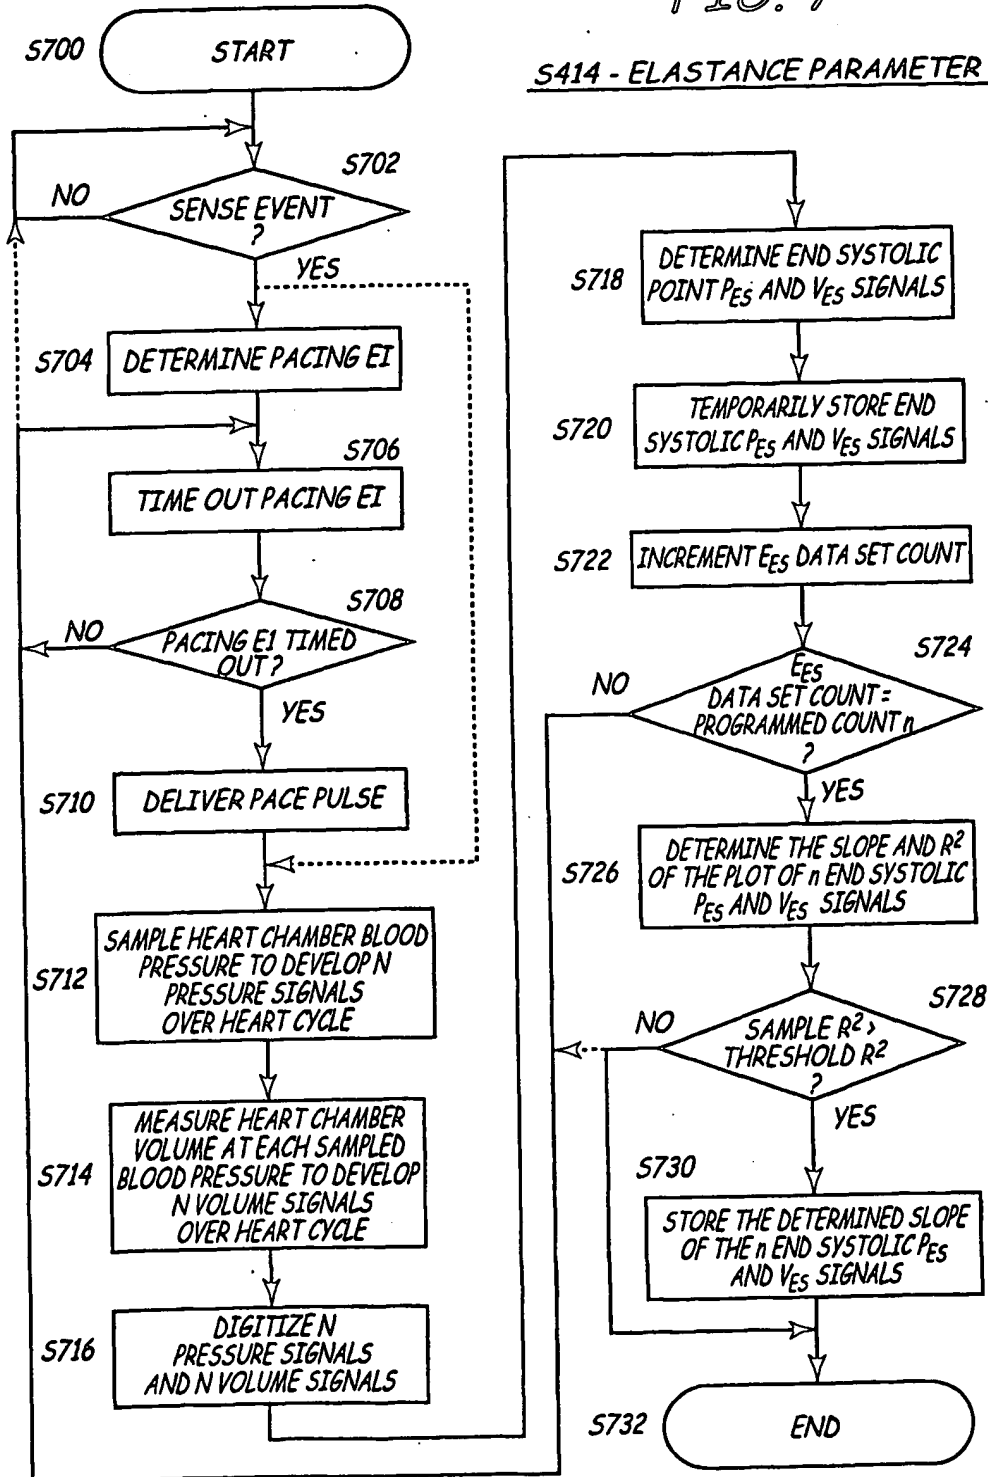 FIG. 7
S414 - ELASTANCE PARAMETER
S700
START
S702
NO
SENSE EVENT
?
YES
S704
DETERMINE PACING EI
S706
TIME OUT PACING EI
S708
NO
PACING EI TIMED
OUT?
YES
S710
DELIVER PACE PULSE
S712
SAMPLE HEART CHAMBER BLOOD
PRESSURE TO DEVELOP N
PRESSURE SIGNALS
OVER HEART CYCLE
S714
MEASURE HEART CHAMBER
VOLUME AT EACH SAMPLED
BLOOD PRESSURE TO DEVELOP
N VOLUME SIGNALS
OVER HEART CYCLE
S716
DIGITIZE N
PRESSURE SIGNALS
AND N VOLUME SIGNALS
S718
DETERMINE END SYSTOLIC
POINT PES AND VES SIGNALS
S720
TEMPORARILY STORE END
SYSTOLIC PES AND VES SIGNALS
S722
INCREMENT EES DATA SET COUNT
S724
NO
EES
DATA SET COUNT =
PROGRAMMED COUNT n
?
YES
S726
DETERMINE THE SLOPE AND R²
OF THE PLOT OF n END SYSTOLIC
PES AND VES SIGNALS
S728
NO
SAMPLE R² >
THRESHOLD R²
?
YES
S730
STORE THE DETERMINED SLOPE
OF THE n END SYSTOLIC PES
AND VES SIGNALS
S732
END